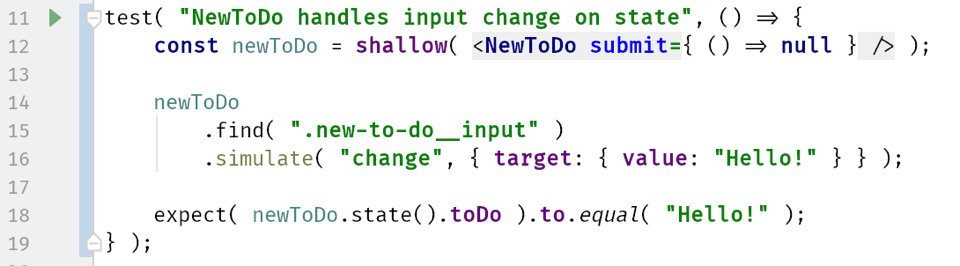 11 test( "NewToDo handles input change on state", () => {
12 const newToDo = shallow( <NewToDo submit={ () => null } /> );
13
14 newToDo
15 .find( ".new-to-do__input" )
16 .simulate( "change", { target: { value: "Hello!" } } );
17
18 expect( newToDo.state().toDo ).to.equal( "Hello!" );
19 } );